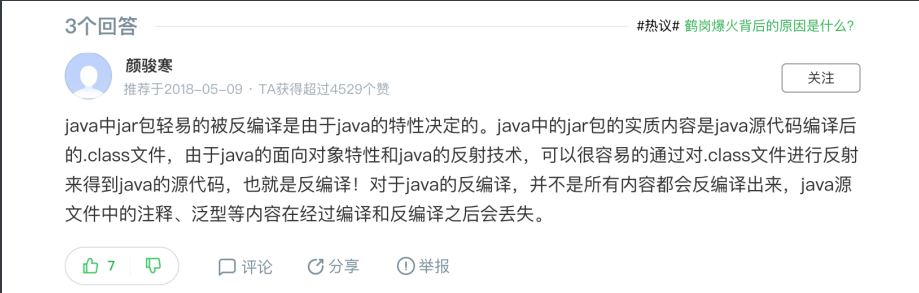 3个回答
#热议# 鹤岗爆火背后的原因是什么?
颜骏寒
推荐于2018-05-09 · TA获得超过4529个赞
关注
java中jar包轻易的被反编译是由于java的特性决定的。java中的jar包的实质内容是java源代码编译后
的.class文件，由于java的面向对象特性和java的反射技术，可以很容易的通过对.class文件进行反射
来得到java的源代码，也就是反编译！对于java的反编译，并不是所有内容都会反编译出来，java源
文件中的注释、泛型等内容在经过编译和反编译之后会丢失。
7 评论 分享 举报